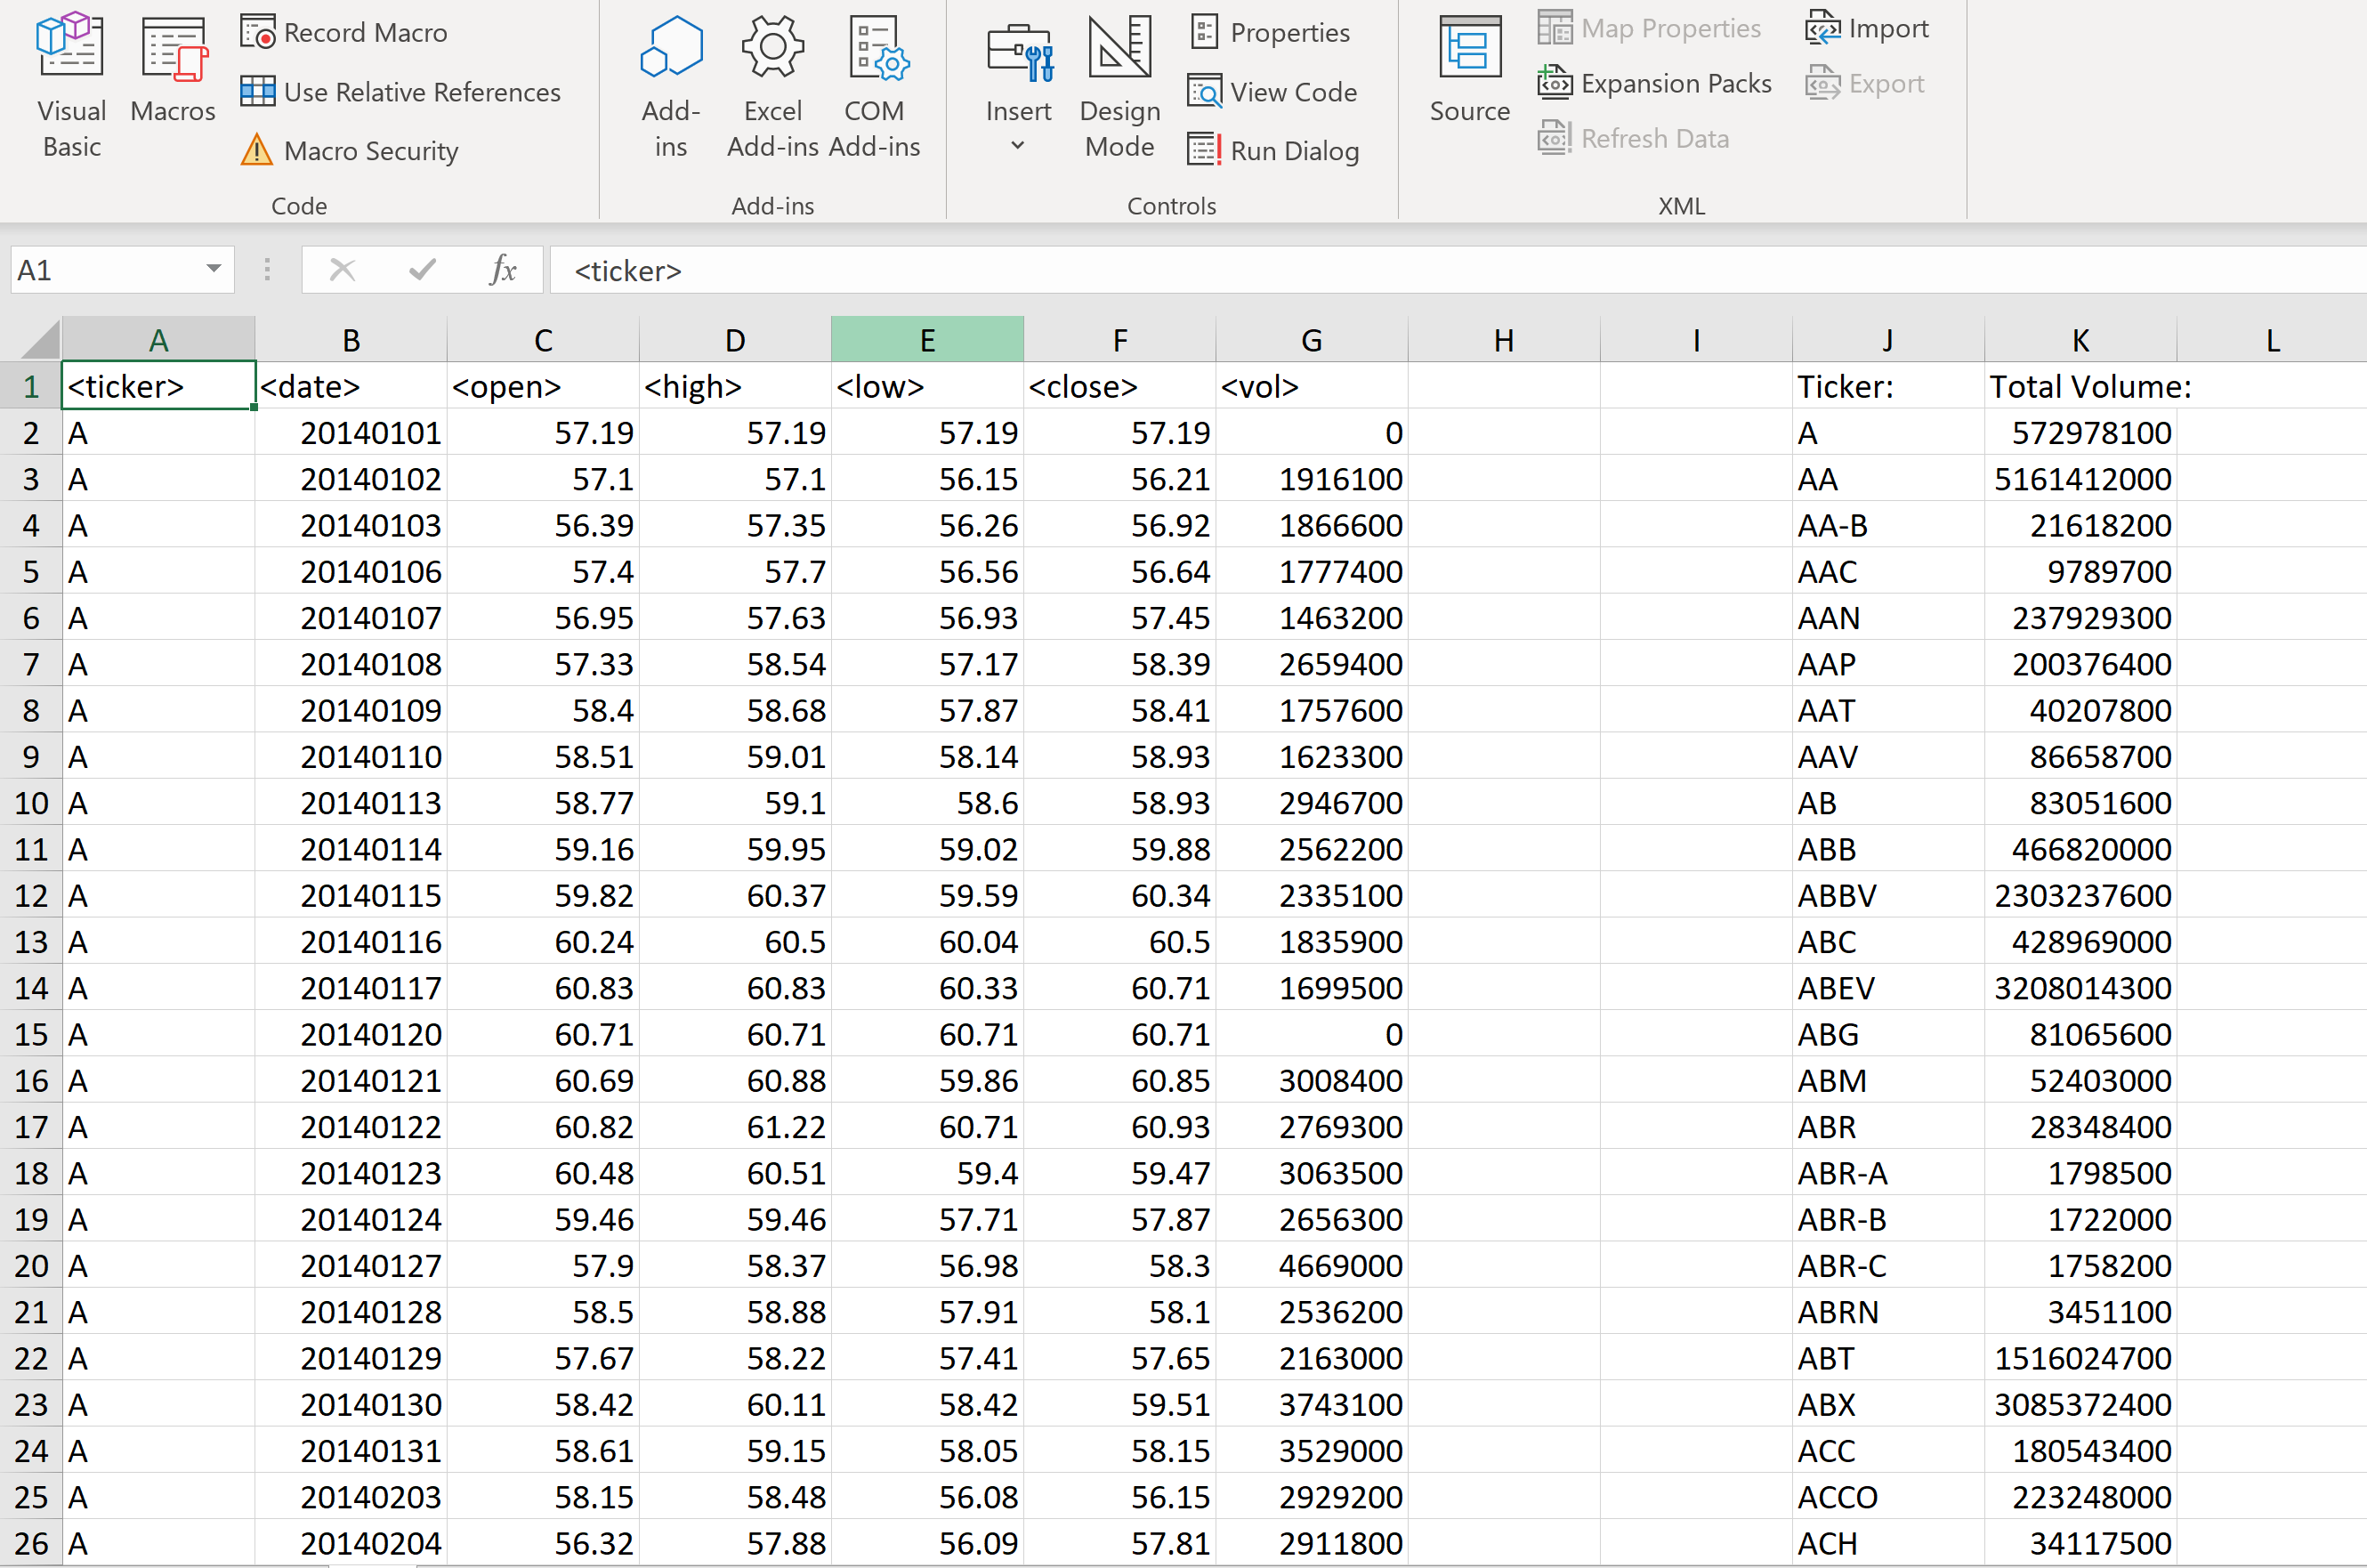 Visual Basic
Macros
Record Macro
Use Relative References
Macro Security
Code
Add-ins
Excel Add-ins
COM Add-ins
Add-ins
Insert
Design Mode
Properties
View Code
Run Dialog
Controls
Source
Map Properties
Expansion Packs
Refresh Data
Import
Export
XML
A1 fx <ticker>
A B C D E F G H I J K L
1 <ticker> <date> <open> <high> <low> <close> <vol> Ticker: Total Volume:
2 A 20140101 57.19 57.19 57.19 57.19 0 A 572978100
3 A 20140102 57.1 57.1 56.15 56.21 1916100 AA 5161412000
4 A 20140103 56.39 57.35 56.26 56.92 1866600 AA-B 21618200
5 A 20140106 57.4 57.7 56.56 56.64 1777400 AAC 9789700
6 A 20140107 56.95 57.63 56.93 57.45 1463200 AAN 237929300
7 A 20140108 57.33 58.54 57.17 58.39 2659400 AAP 200376400
8 A 20140109 58.4 58.68 57.87 58.41 1757600 AAT 40207800
9 A 20140110 58.51 59.01 58.14 58.93 1623300 AAV 86658700
10 A 20140113 58.77 59.1 58.6 58.93 2946700 AB 83051600
11 A 20140114 59.16 59.95 59.02 59.88 2562200 ABB 466820000
12 A 20140115 59.82 60.37 59.59 60.34 2335100 ABBV 2303237600
13 A 20140116 60.24 60.5 60.04 60.5 1835900 ABC 428969000
14 A 20140117 60.83 60.83 60.33 60.71 1699500 ABEV 3208014300
15 A 20140120 60.71 60.71 60.71 60.71 0 ABG 81065600
16 A 20140121 60.69 60.88 59.86 60.85 3008400 ABM 52403000
17 A 20140122 60.82 61.22 60.71 60.93 2769300 ABR 28348400
18 A 20140123 60.48 60.51 59.4 59.47 3063500 ABR-A 1798500
19 A 20140124 59.46 59.46 57.71 57.87 2656300 ABR-B 1722000
20 A 20140127 57.9 58.37 56.98 58.3 4669000 ABR-C 1758200
21 A 20140128 58.5 58.88 57.91 58.1 2536200 ABRN 3451100
22 A 20140129 57.67 58.22 57.41 57.65 2163000 ABT 1516024700
23 A 20140130 58.42 60.11 58.42 59.51 3743100 ABX 3085372400
24 A 20140131 58.61 59.15 58.05 58.15 3529000 ACC 180543400
25 A 20140203 58.15 58.48 56.08 56.15 2929200 ACCO 223248000
26 A 20140204 56.32 57.88 56.09 57.81 2911800 ACH 34117500